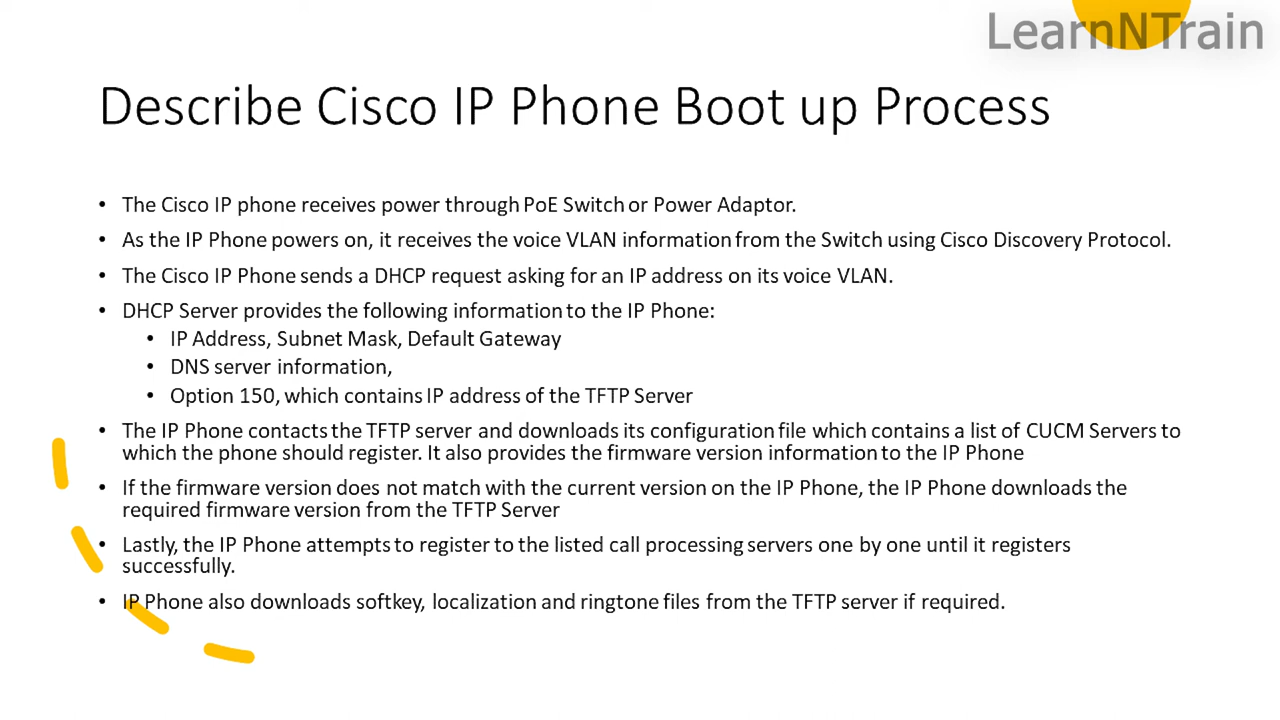 LearnNTrain
Describe Cisco IP Phone Boot up Process
• The Cisco IP phone receives power through PoE Switch or Power Adaptor.
• As the IP Phone powers on, it receives the voice VLAN information from the Switch using Cisco Discovery Protocol.
• The Cisco IP Phone sends a DHCP request asking for an IP address on its voice VLAN.
• DHCP Server provides the following information to the IP Phone:
• IP Address, Subnet Mask, Default Gateway
• DNS server information,
• Option 150, which contains IP address of the TFTP Server
• The IP Phone contacts the TFTP server and downloads its configuration file which contains a list of CUCM Servers to
which the phone should register. It also provides the firmware version information to the IP Phone
• If the firmware version does not match with the current version on the IP Phone, the IP Phone downloads the
required firmware version from the TFTP Server
• Lastly, the IP Phone attempts to register to the listed call processing servers one by one until it registers
successfully.
• IP Phone also downloads softkey, localization and ringtone files from the TFTP server if required.